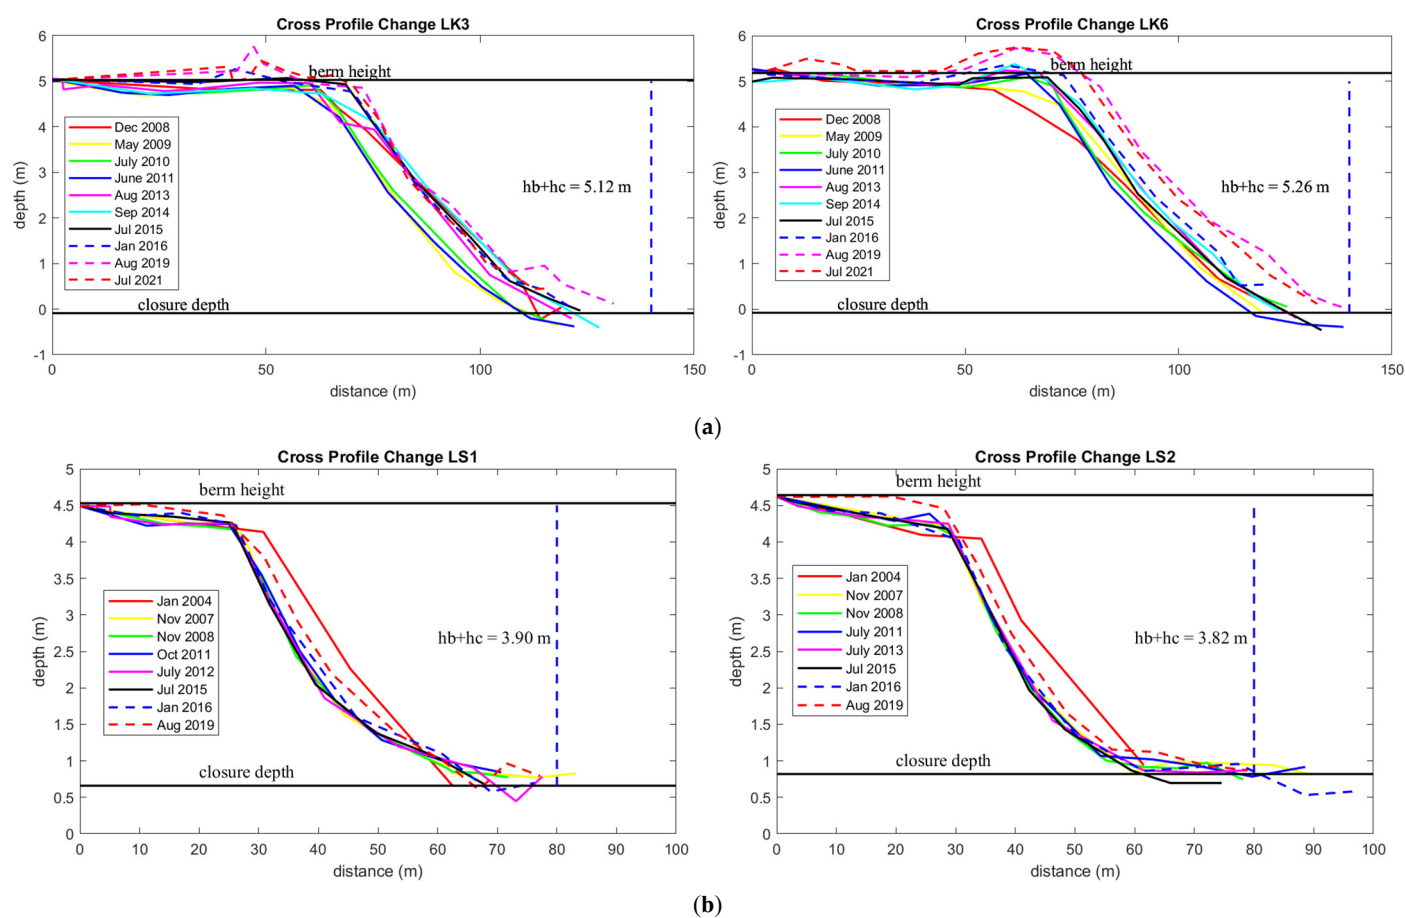 Cross Profile Change LK3
6
5
4
3
2
1
0
-1
depth (m)
berm height
Dec 2008
May 2009
July 2010
June 2011
Aug 2013
Sep 2014
Jul 2015
Jan 2016
Aug 2019
Jul 2021
hb+hc = 5.12 m
closure depth
0
50
100
150
distance (m)
Cross Profile Change LK6
6
5
4
3
2
1
0
-1
depth (m)
berm height
Dec 2008
May 2009
July 2010
June 2011
Aug 2013
Sep 2014
Jul 2015
Jan 2016
Aug 2019
Jul 2021
hb+hc = 5.26 m
closure depth
0
50
100
150
distance (m)
(a)
Cross Profile Change LS1
5
4.5
4
3.5
3
2.5
2
1.5
1
0.5
0
depth (m)
berm height
Jan 2004
Nov 2007
Nov 2008
Oct 2011
July 2012
Jul 2015
Jan 2016
Aug 2019
hb+hc = 3.90 m
closure depth
0
10
20
30
40
50
60
70
80
90
100
distance (m)
Cross Profile Change LS2
5
4.5
4
3.5
3
2.5
2
1.5
1
0.5
0
depth (m)
berm height
Jan 2004
Nov 2007
Nov 2008
July 2011
July 2013
Jul 2015
Jan 2016
Aug 2019
hb+hc = 3.82 m
closure depth
0
10
20
30
40
50
60
70
80
90
100
distance (m)
(b)